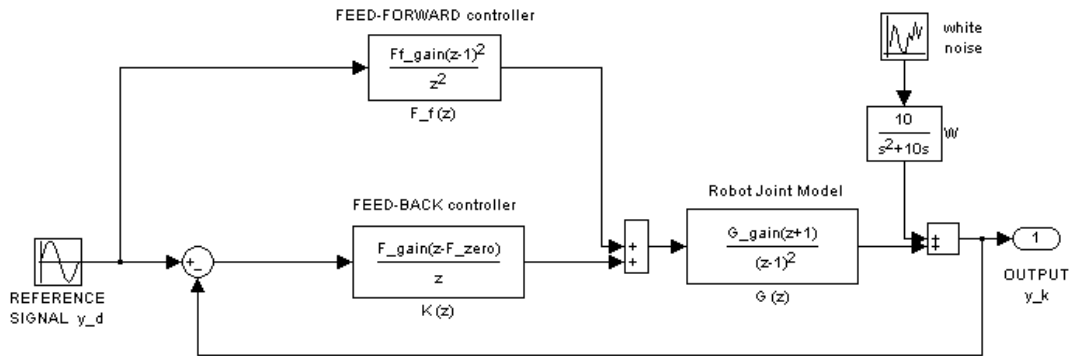 FEED-FORWARD controller
Ff_gain(z-1)^2
z^2
F_f(z)
white
noise
10
s^2+10s
W
FEED-BACK controller
F_gain(z-F_zero)
z
K(z)
Robot Joint Model
G_gain(z+1)
(z-1)^2
G(z)
+
-
+
+
+
+
1
REFERENCE
SIGNAL y_d
OUTPUT
y_k